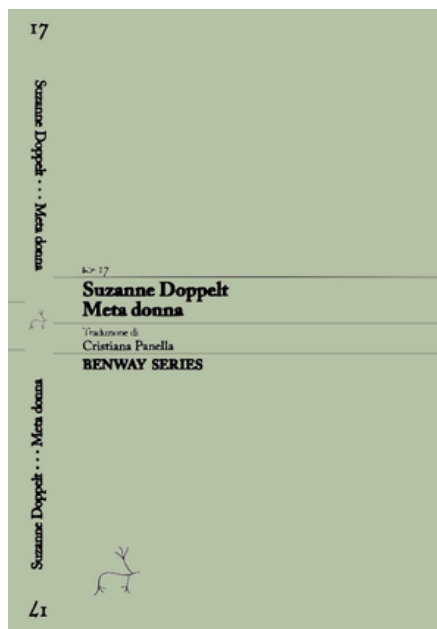 17
Suzanne Doppelt · · · Meta donna
Suzanne Doppelt · · · Meta donna
17
17
Suzanne Doppelt
Meta donna
Traduzione di
Cristiana Panella
BENWAY SERIES